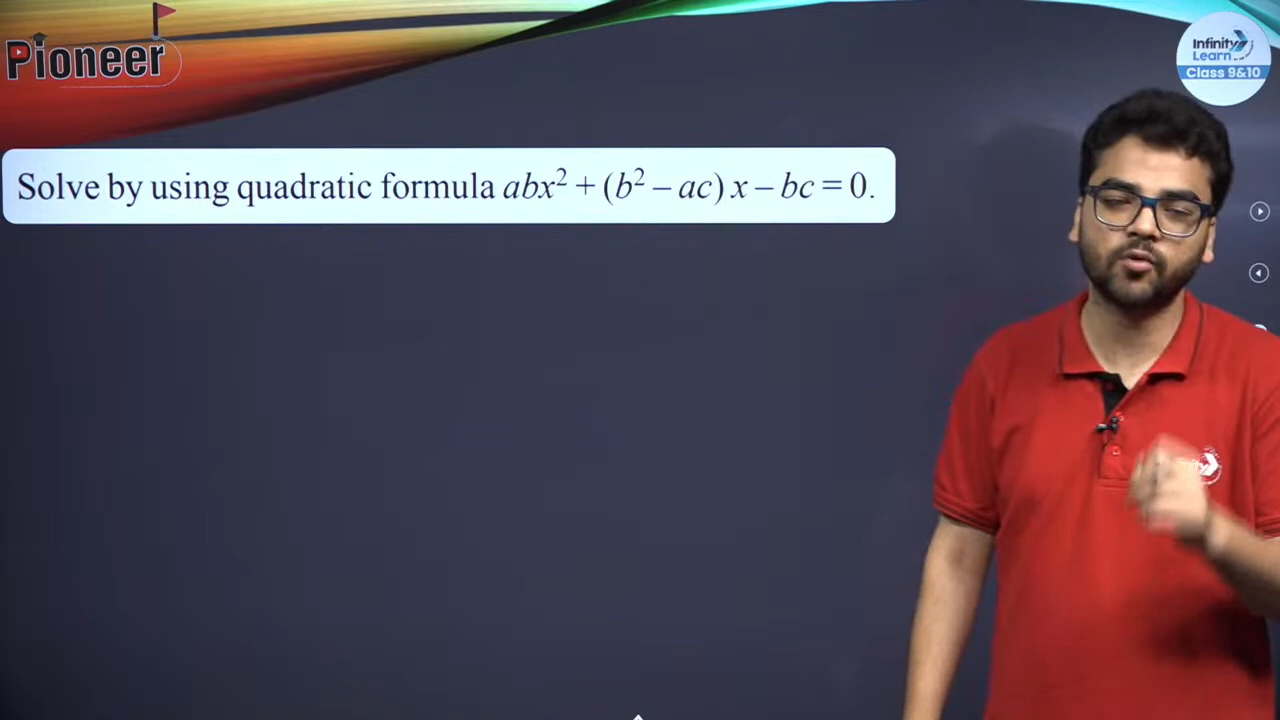 Pioneer
Infinity
Learn
Class 9&10
Solve by using quadratic formula abx² + (b² – ac) x – bc = 0.